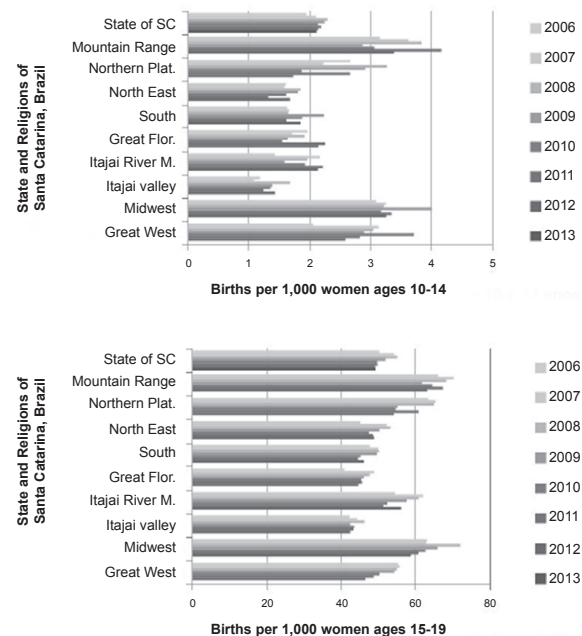 State and Religions of
Santa Catarina, Brazil
State of SC
Mountain Range
Northern Plat.
North East
South
Great Flor.
Itajai River M.
Itajai valley
Midwest
Great West
0 1 2 3 4 5
Births per 1,000 women ages 10-14
2006
2007
2008
2009
2010
2011
2012
2013
State and Religions of
Santa Catarina, Brazil
State of SC
Mountain Range
Northern Plat.
North East
South
Great Flor.
Itajai River M.
Itajai valley
Midwest
Great West
0 20 40 60 80
Births per 1,000 women ages 15-19
2006
2007
2008
2009
2010
2011
2012
2013